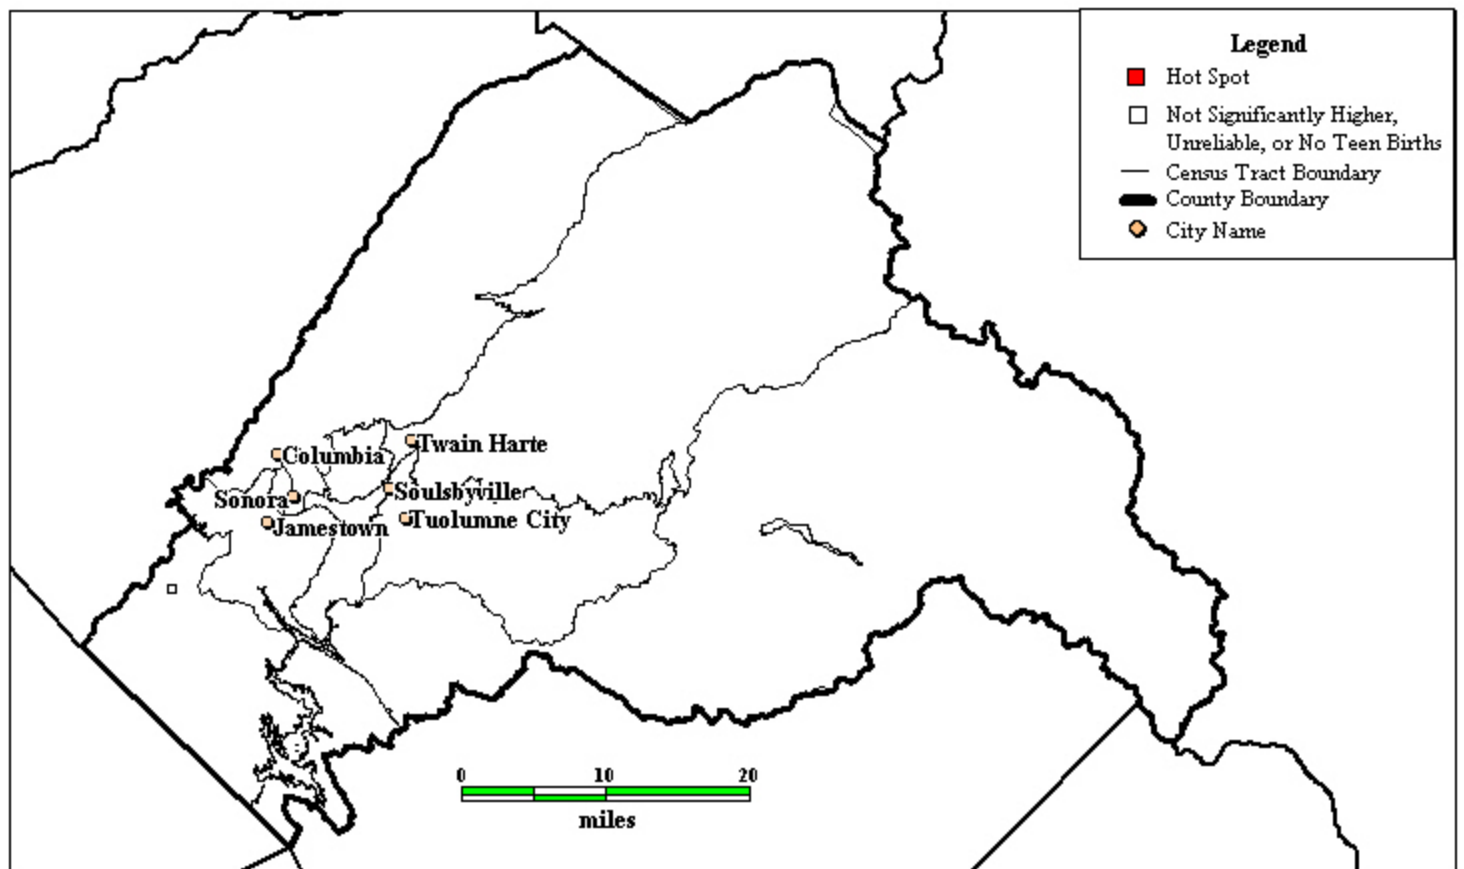 Legend
Hot Spot
Not Significantly Higher,
Unreliable, or No Teen Births
Census Tract Boundary
County Boundary
City Name
Twain Harte
Columbia
Soulsbyville
Sonora
Tuolumne City
Jamestown
0 10 20
miles